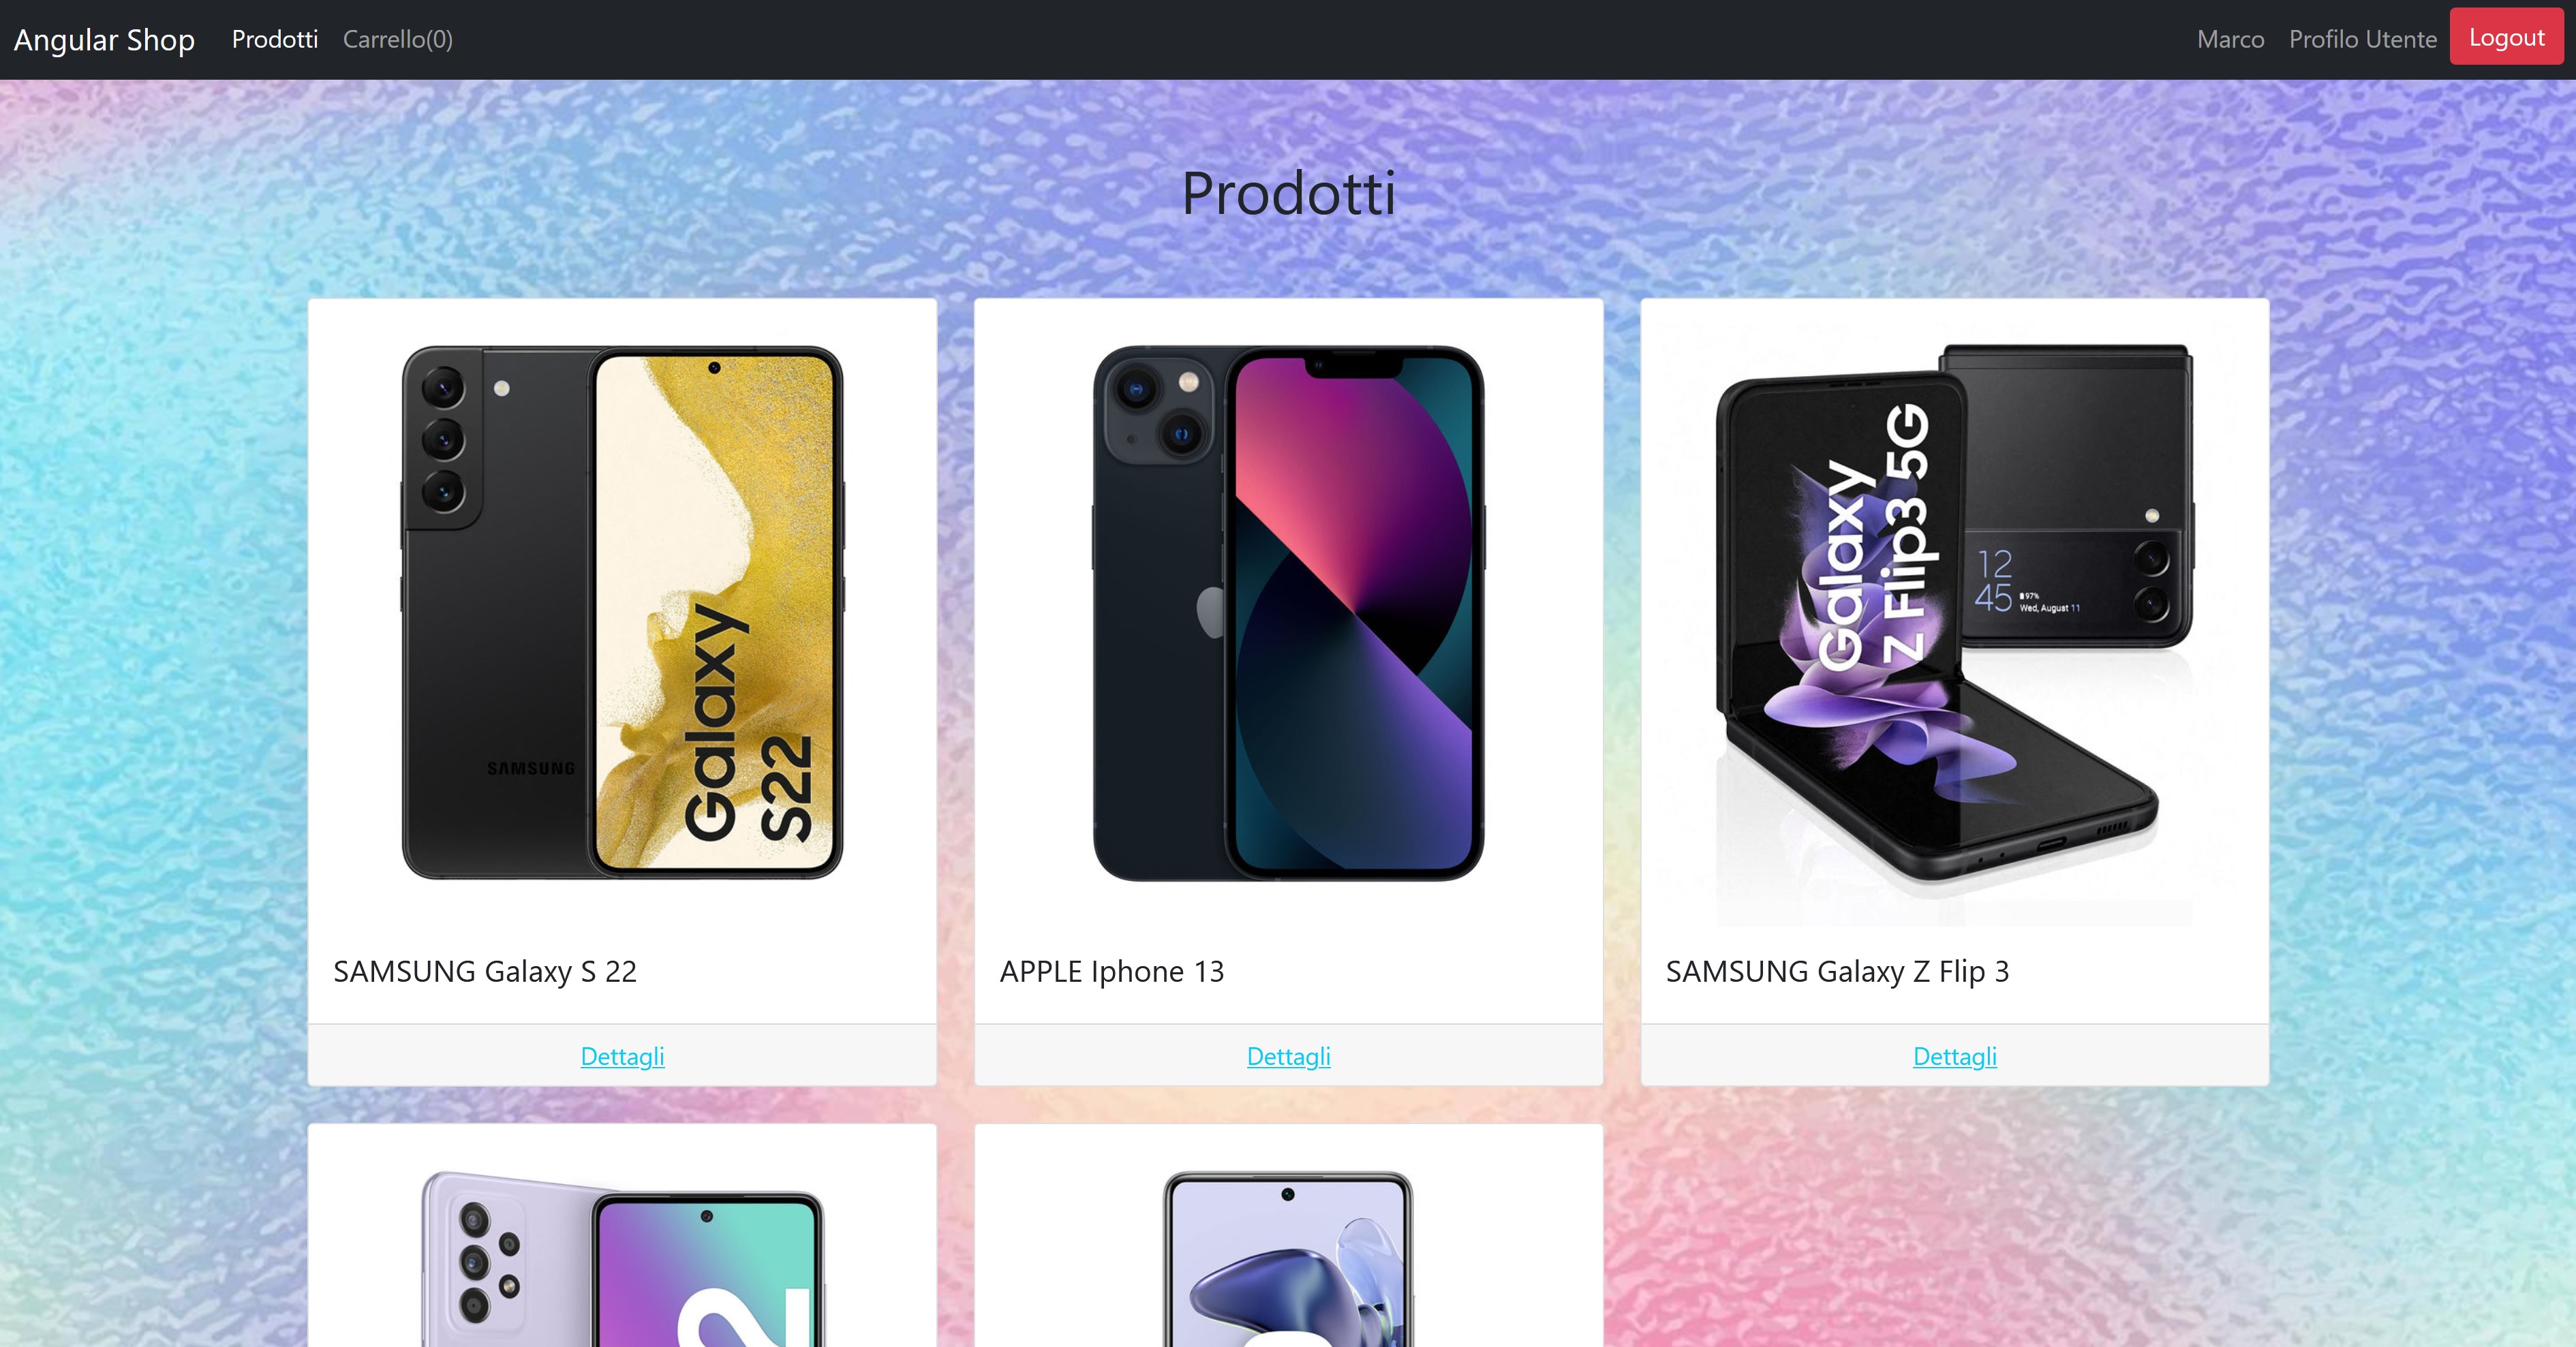 Angular Shop Prodotti Carrello(0) Marco Profilo Utente Logout
Prodotti
SAMSUNG
Galaxy
S22
Galaxy
Z Flip3 5G
12
45
97%
Wed, August 11
SAMSUNG Galaxy S 22
APPLE Iphone 13
SAMSUNG Galaxy Z Flip 3
Dettagli
Dettagli
Dettagli